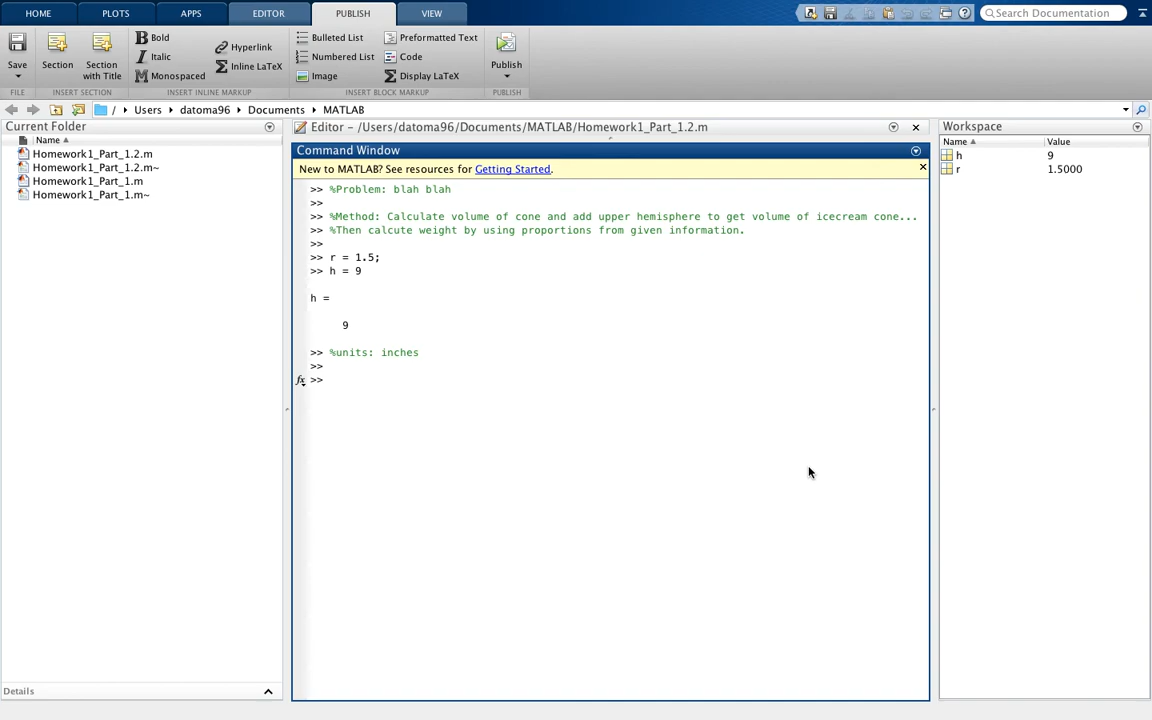 HOME PLOTS APPS EDITOR PUBLISH VIEW
Search Documentation
Save
Section
Section with Title
Bold
Italic
Monospaced
Hyperlink
Inline LaTeX
Bulleted List
Numbered List
Image
Preformatted Text
Code
Display LaTeX
Publish
FILE INSERT SECTION INSERT INLINE MARKUP INSERT BLOCK MARKUP PUBLISH
/ Users datoma96 Documents MATLAB
Current Folder
Name
Homework1_Part_1.2.m
Homework1_Part_1.2.m~
Homework1_Part_1.m
Homework1_Part_1.m~
Details
Editor – /Users/datoma96/Documents/MATLAB/Homework1_Part_1.2.m
Command Window
New to MATLAB? See resources for Getting Started.
>> %Problem: blah blah
>>
>> %Method: Calculate volume of cone and add upper hemisphere to get volume of icecream cone...
>> %Then calcute weight by using proportions from given information.
>>
>> r = 1.5;
>> h = 9
h =
9
>> %units: inches
>>
fx >>
Workspace
Name Value
h 9
r 1.5000